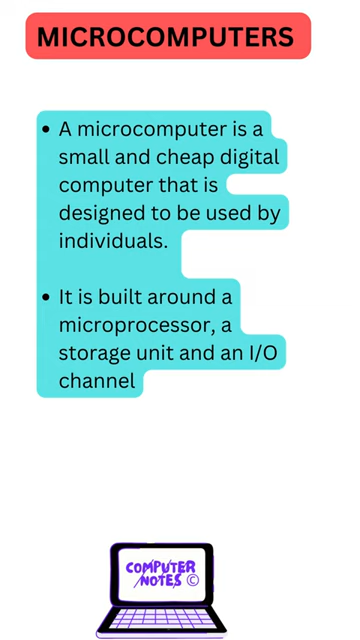 MICROCOMPUTERS
• A microcomputer is a
small and cheap digital
computer that is
designed to be used by
individuals.
• It is built around a
microprocessor, a
storage unit and an I/O
channel
COMPUTER
NOTES ©